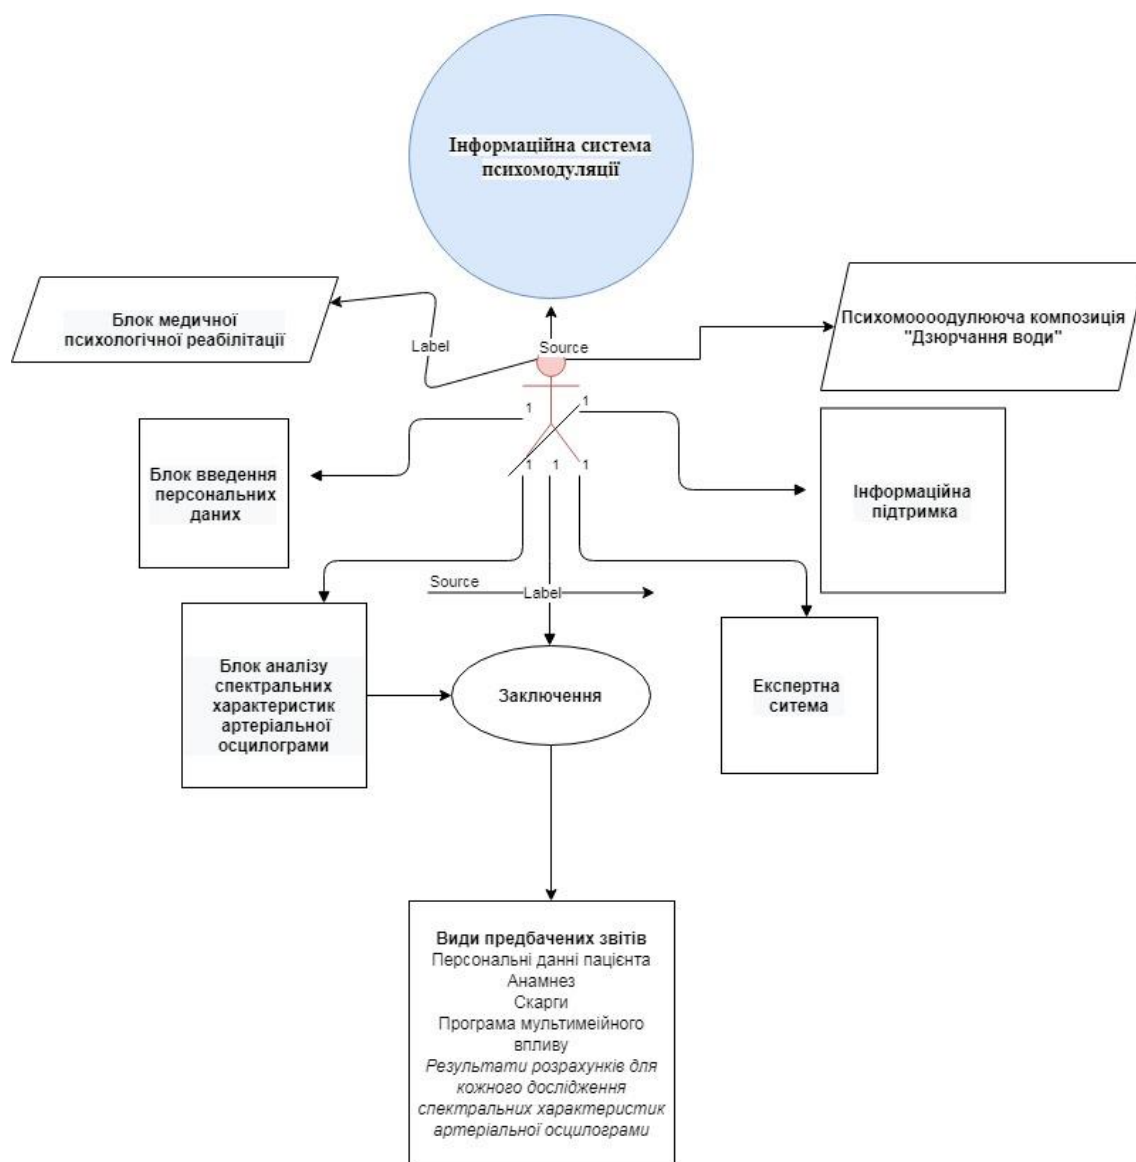 Інформаційна система
психомодуляції
Блок медичної
психологічної реабілітації
Label
Source
Психомооoодулююча композиція
"Дзюрчання води"
1
1
Блок введення
персональних
даних
1
1
1
Інформаційна
підтримка
Source
Label
Блок аналізу
спектральних
характеристик
артеріальної
осцилограми
Заключення
Експертна
ситема
Види предбачених звітів
Персональні данні пацієнта
Анамнез
Скарги
Програма мультимеійного
впливу
Результати розрахунків для
кожного дослідження
спектральних характеристик
артеріальної осцилограми